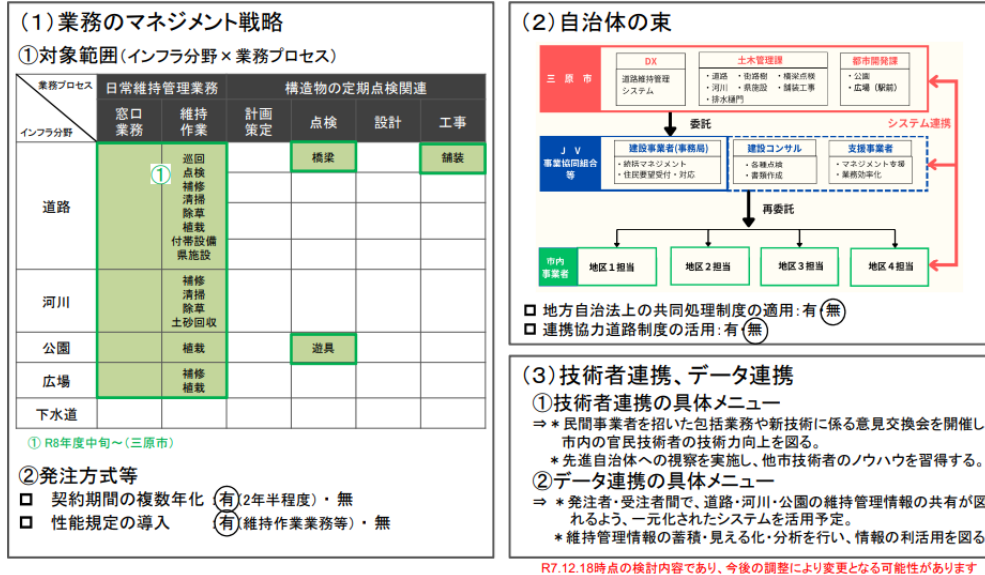 (1)業務のマネジメント戦略
①対象範囲(インフラ分野×業務プロセス)
業務プロセス
インフラ分野
日常維持管理業務
構造物の定期点検関連
窓口
業務
維持
作業
計画
策定
点検
設計
工事
道路
①
巡回
点検
補修
清掃
除草
植栽
付帯設備
県施設
橋梁
舗装
河川
補修
清掃
除草
土砂回収
公園
植栽
遊具
広場
補修
植栽
下水道
① R8年度中旬~(三原市)
②発注方式等
□ 契約期間の複数年化 :有(2年半程度)・ 無
□ 性能規定の導入 :有(維持作業業務等)・ 無
(2)自治体の束
三 原 市
DX
道路維持管理
システム
土木管理課
・道路 ・街路樹 ・橋梁点検
・河川 ・県施設 ・舗装工事
・排水樋門
都市開発課
・公園
・広場(駅前)
委託
システム連携
J V
事業協同組合
等
建設事業者(事務局)
・統括マネジメント
・住民要望受付・対応
建設コンサル
・各種点検
・書類作成
支援事業者
・マネジメント支援
・業務効率化
再委託
市内
事業者
地区1担当
地区2担当
地区3担当
地区4担当
□ 地方自治法上の共同処理制度の適用:有・無
□ 連携協力道路制度の活用:有・無
(3)技術者連携、データ連携
①技術者連携の具体メニュー
⇒ *民間事業者を招いた包括業務や新技術に係る意見交換会を開催し
市内の官民技術者の技術力向上を図る。
*先進自治体への視察を実施し、他市技術者のノウハウを習得する。
②データ連携の具体メニュー
⇒ *発注者・受注者間で、道路・河川・公園の維持管理情報の共有が図
れるよう、一元化されたシステムを活用予定。
*維持管理情報の蓄積・見える化・分析を行い、情報の利活用を図る
R7.12.18時点の検討内容であり、今後の調整により変更となる可能性があります